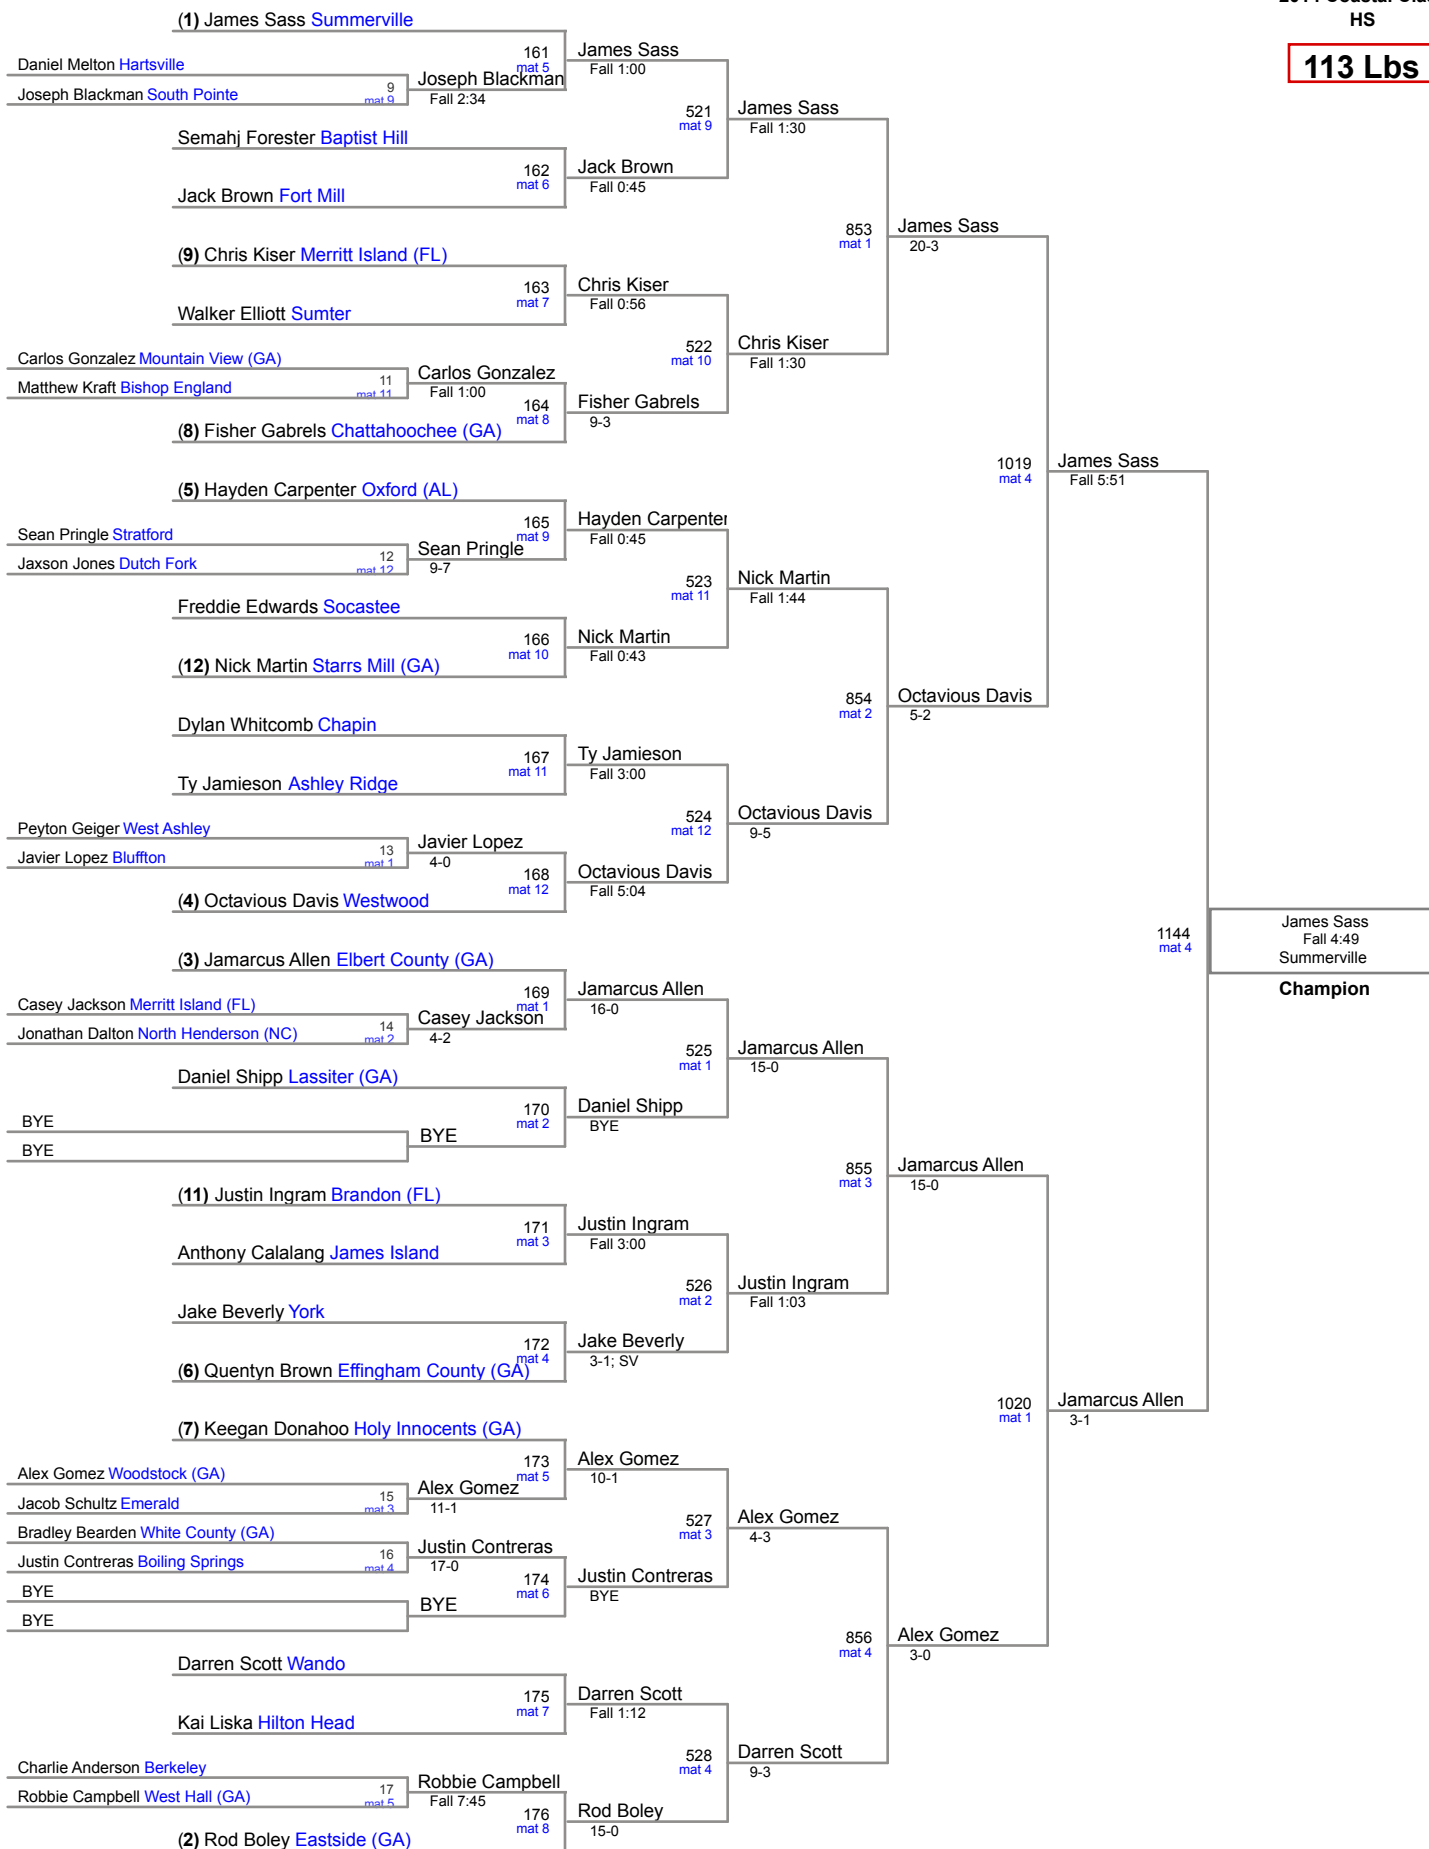 2014 Coastal Clas
HS
113 Lbs
(1) James Sass Summerville
161
mat 5
James Sass
Fall 1:00
Daniel Melton Hartsville
Joseph Blackman South Pointe
9
mat 9
Joseph Blackman
Fall 2:34
521
mat 9
James Sass
Fall 1:30
Semahj Forester Baptist Hill
162
mat 6
Jack Brown
Fall 0:45
Jack Brown Fort Mill
853
mat 1
James Sass
20-3
(9) Chris Kiser Merritt Island (FL)
163
mat 7
Chris Kiser
Fall 0:56
Walker Elliott Sumter
522
mat 10
Chris Kiser
Fall 1:30
Carlos Gonzalez Mountain View (GA)
Matthew Kraft Bishop England
11
mat 11
Carlos Gonzalez
Fall 1:00
164
mat 8
Fisher Gabrels
9-3
(8) Fisher Gabrels Chattahoochee (GA)
1019
mat 4
James Sass
Fall 5:51
(5) Hayden Carpenter Oxford (AL)
165
mat 9
Hayden Carpenter
Fall 0:45
Sean Pringle Stratford
Jaxson Jones Dutch Fork
12
mat 12
Sean Pringle
9-7
523
mat 11
Nick Martin
Fall 1:44
Freddie Edwards Socastee
166
mat 10
Nick Martin
Fall 0:43
(12) Nick Martin Starrs Mill (GA)
854
mat 2
Octavious Davis
5-2
Dylan Whitcomb Chapin
167
mat 11
Ty Jamieson
Fall 3:00
Ty Jamieson Ashley Ridge
524
mat 12
Octavious Davis
9-5
Peyton Geiger West Ashley
Javier Lopez Bluffton
13
mat 1
Javier Lopez
4-0
168
mat 12
Octavious Davis
Fall 5:04
(4) Octavious Davis Westwood
1144
mat 4
James Sass
Fall 4:49
Summerville
Champion
(3) Jamarcus Allen Elbert County (GA)
169
mat 1
Jamarcus Allen
16-0
Casey Jackson Merritt Island (FL)
Jonathan Dalton North Henderson (NC)
14
mat 2
Casey Jackson
4-2
525
mat 1
Jamarcus Allen
15-0
Daniel Shipp Lassiter (GA)
170
mat 2
Daniel Shipp
BYE
BYE
BYE
BYE
855
mat 3
Jamarcus Allen
15-0
(11) Justin Ingram Brandon (FL)
171
mat 3
Justin Ingram
Fall 3:00
Anthony Calalang James Island
526
mat 2
Justin Ingram
Fall 1:03
Jake Beverly York
172
mat 4
Jake Beverly
3-1; SV
(6) Quentyn Brown Effingham County (GA)
1020
mat 1
Jamarcus Allen
3-1
(7) Keegan Donahoo Holy Innocents (GA)
173
mat 5
Alex Gomez
10-1
Alex Gomez Woodstock (GA)
Jacob Schultz Emerald
15
mat 3
Alex Gomez
11-1
527
mat 3
Alex Gomez
4-3
Bradley Bearden White County (GA)
Justin Contreras Boiling Springs
16
mat 4
Justin Contreras
17-0
174
mat 6
Justin Contreras
BYE
BYE
BYE
BYE
856
mat 4
Alex Gomez
3-0
Darren Scott Wando
175
mat 7
Darren Scott
Fall 1:12
Kai Liska Hilton Head
528
mat 4
Darren Scott
9-3
Charlie Anderson Berkeley
Robbie Campbell West Hall (GA)
17
mat 5
Robbie Campbell
Fall 7:45
176
mat 8
Rod Boley
15-0
(2) Rod Boley Eastside (GA)